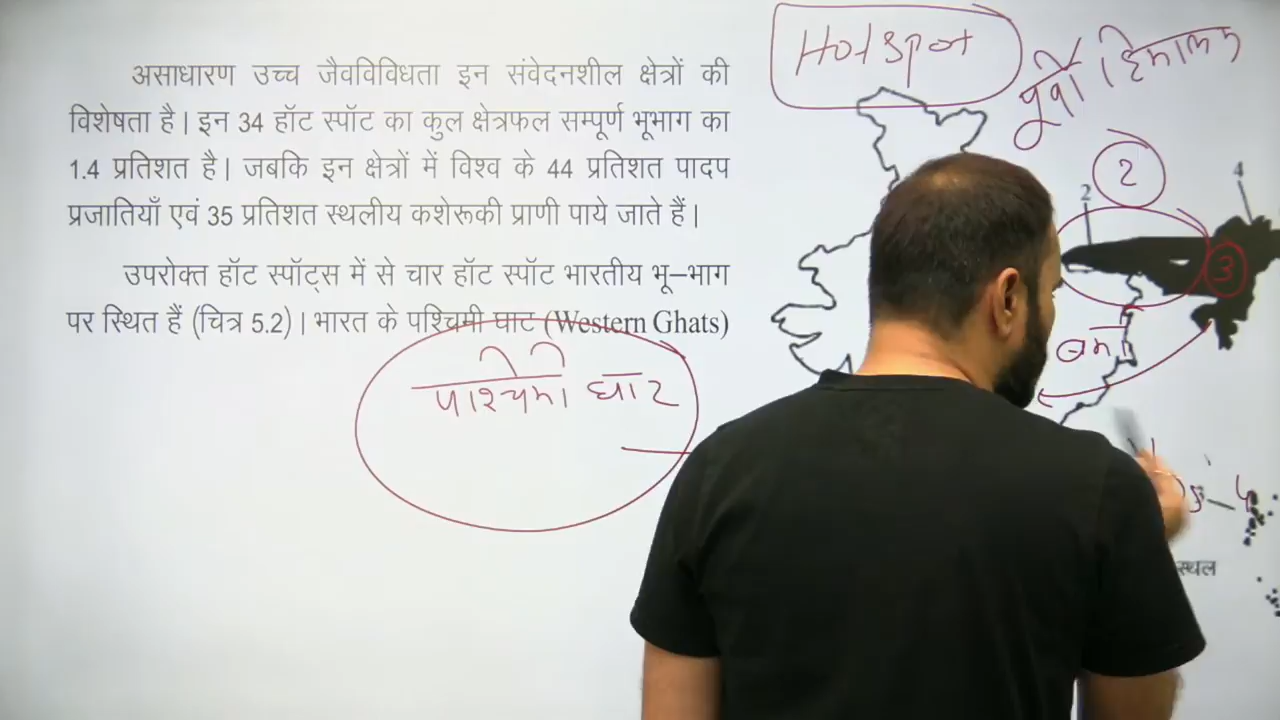 असाधारण उच्च जैवविविधता इन संवेदनशील क्षेत्रों की
विशेषता है। इन 34 हॉट स्पॉट का कुल क्षेत्रफल सम्पूर्ण भूभाग का
1.4 प्रतिशत है। जबकि इन क्षेत्रों में विश्व के 44 प्रतिशत पादप
प्रजातियाँ एवं 35 प्रतिशत स्थलीय कशेरूकी प्राणी पाये जाते हैं।
उपरोक्त हॉट स्पॉट्स में से चार हॉट स्पॉट भारतीय भू–भाग
पर स्थित हैं (चित्र 5.2)। भारत के पश्चिमी घाट (Western Ghats)
पश्चिमी घाट
Hotspot
पूर्वी हिमालय
2
2
4
3
बर्मा
स्थल